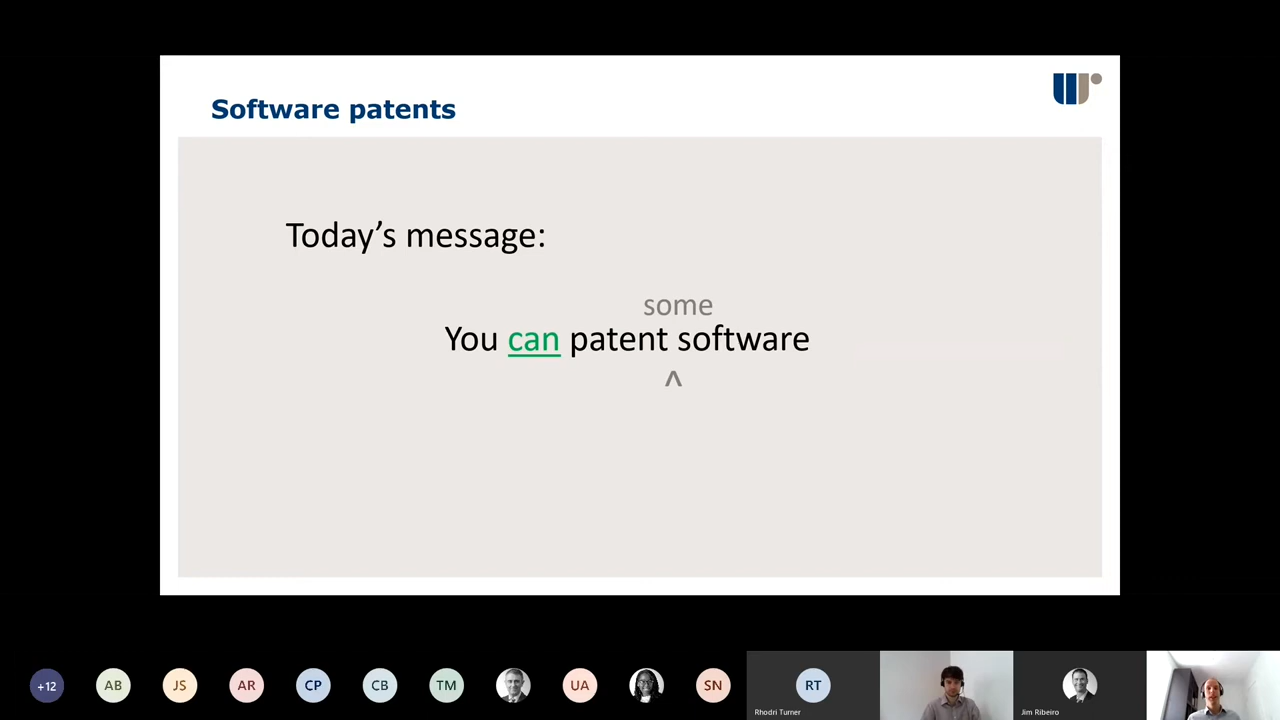 Software patents
Today's message:
some
You can patent software
^
+12
AB
JS
AR
CP
CB
TM
UA
SN
RT
Rhodri Turner
Jim Ribeiro